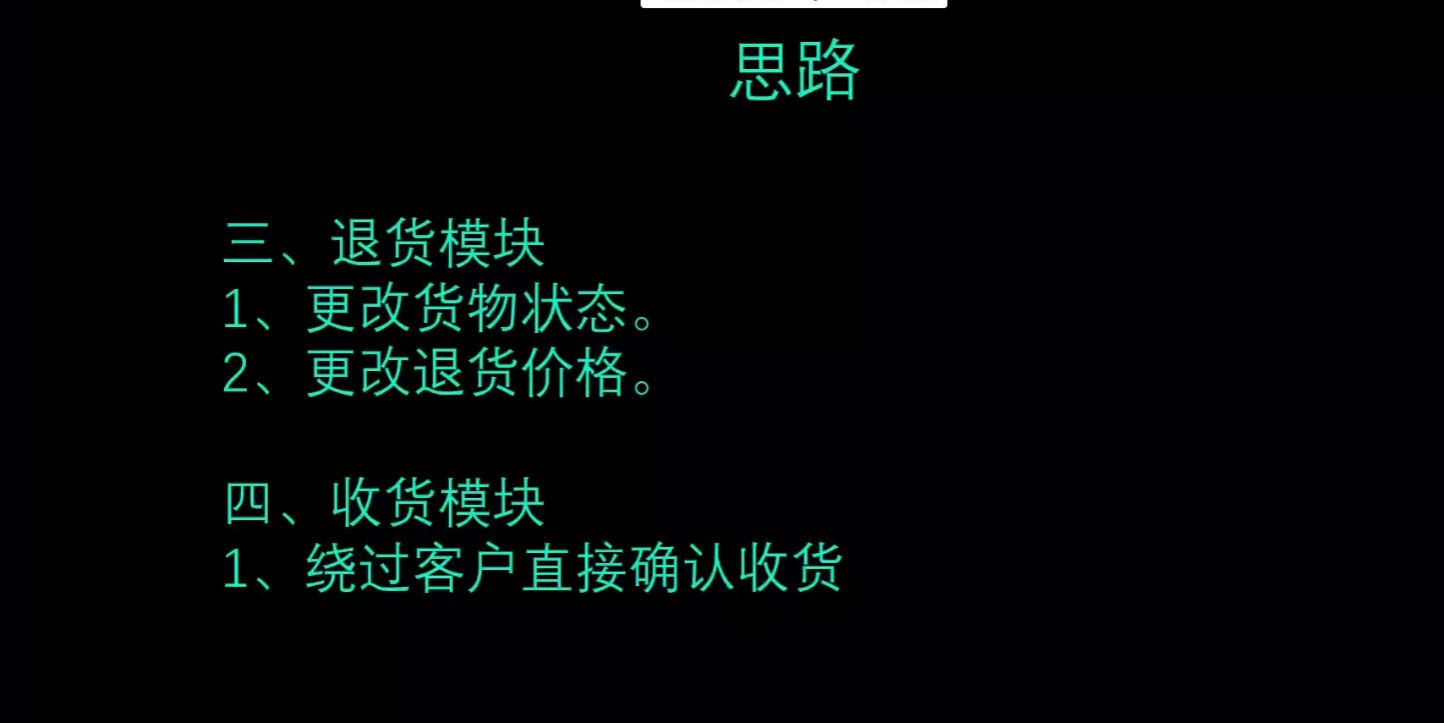 思路
三、退货模块
1、更改货物状态。
2、更改退货价格。
四、收货模块
1、绕过客户直接确认收货